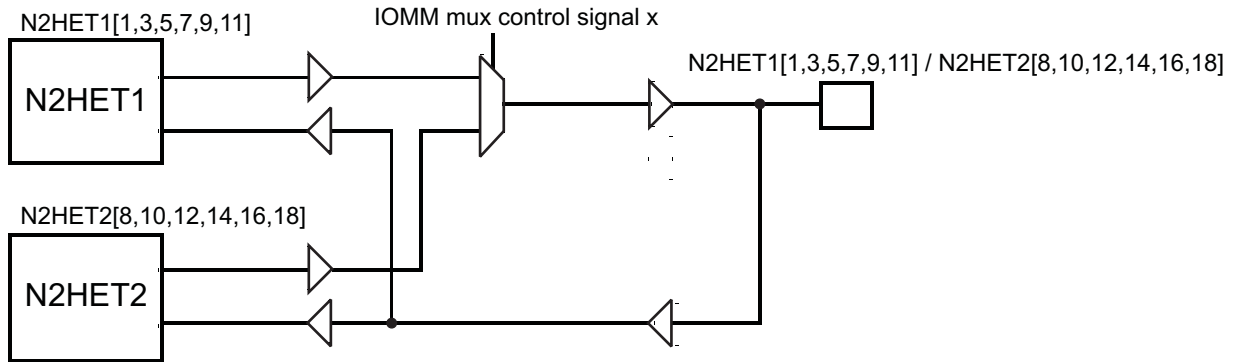 N2HET1[1,3,5,7,9,11]
IOMM mux control signal x
N2HET1[1,3,5,7,9,11] / N2HET2[8,10,12,14,16,18]
N2HET1
N2HET2[8,10,12,14,16,18]
N2HET2